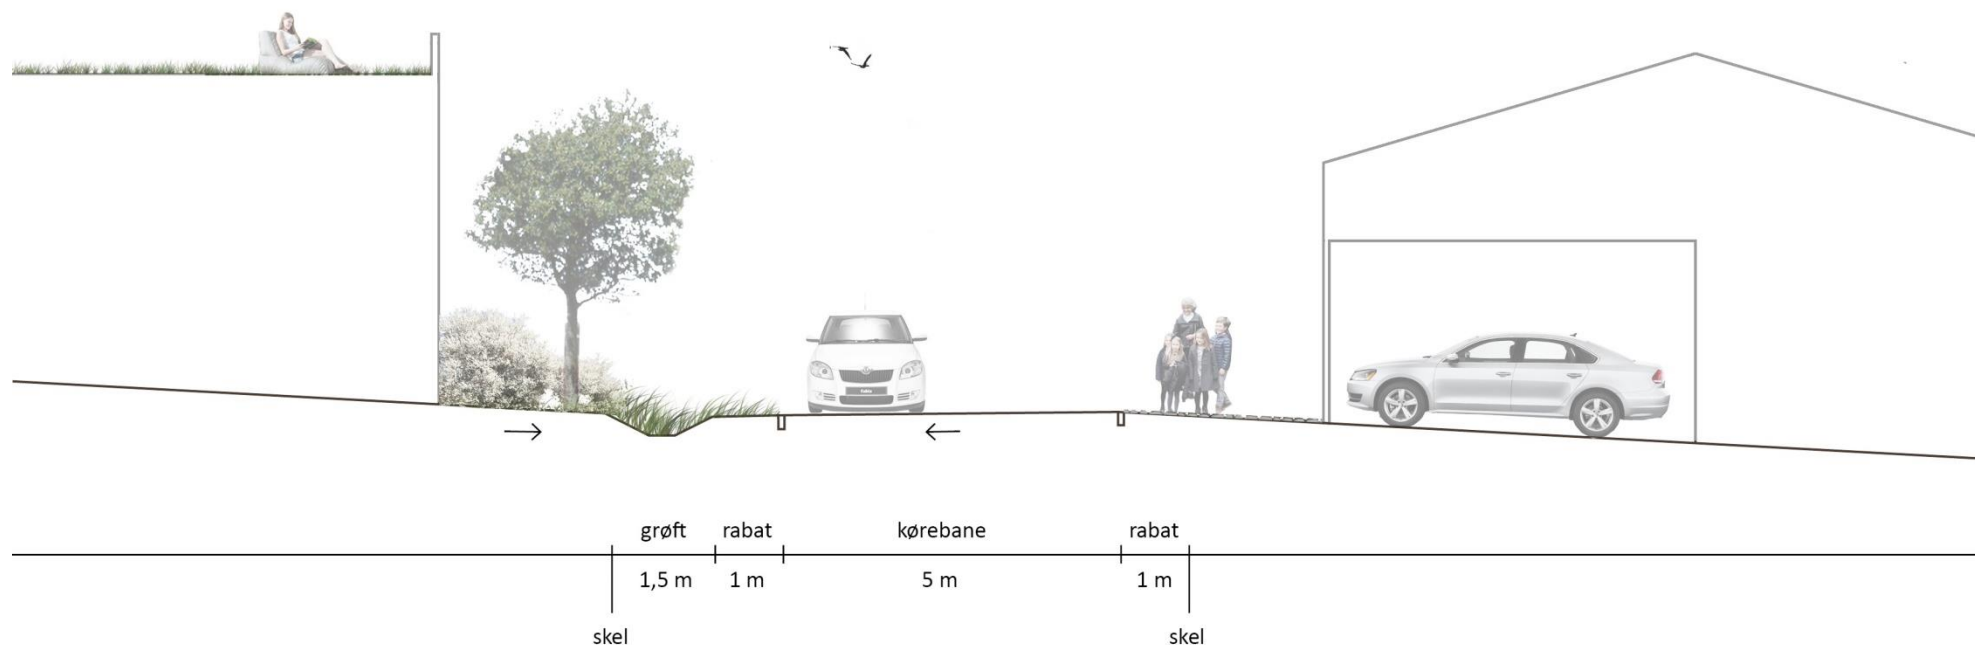 grøft rabat kørebane rabat
1,5 m 1 m 5 m 1 m
skel skel